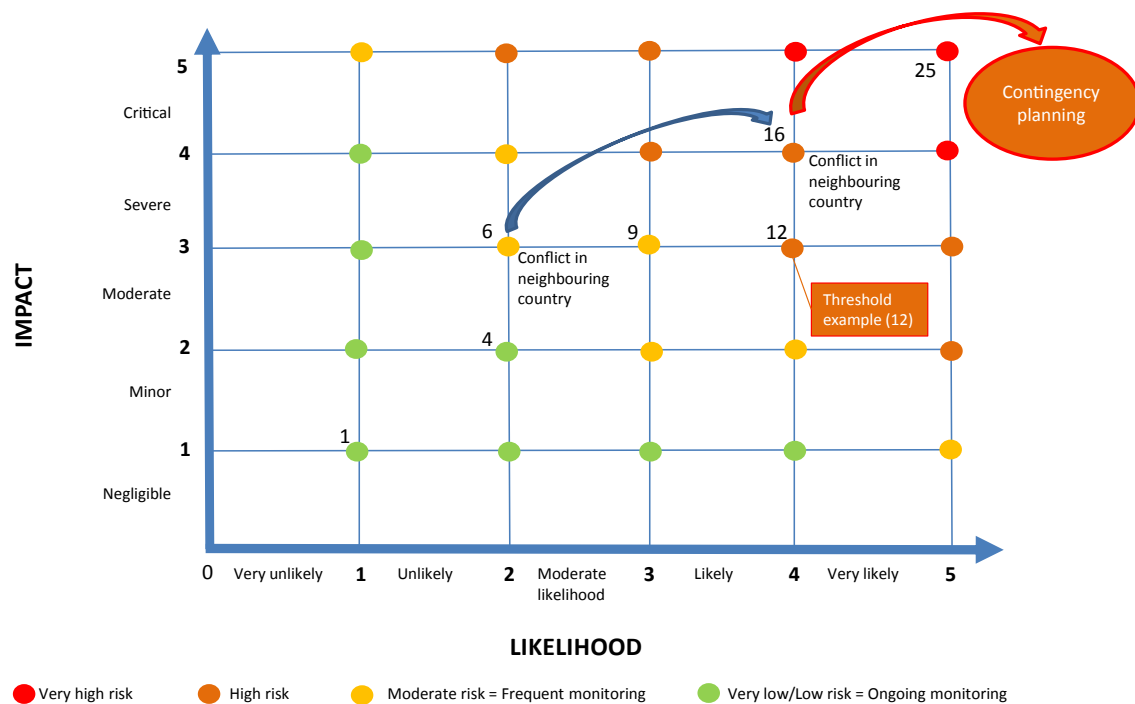 5
25
Contingency
planning
Critical
4
16
Conflict in
neighbouring
country
Severe
3
6
9
12
Conflict in
neighbouring
country
Threshold
example (12)
Moderate
IMPACT
2
4
Minor
1
1
Negligible
0
Very unlikely
1
Unlikely
2
Moderate
likelihood
3
Likely
4
Very likely
5
LIKELIHOOD
Very high risk
High risk
Moderate risk = Frequent monitoring
Very low/Low risk = Ongoing monitoring